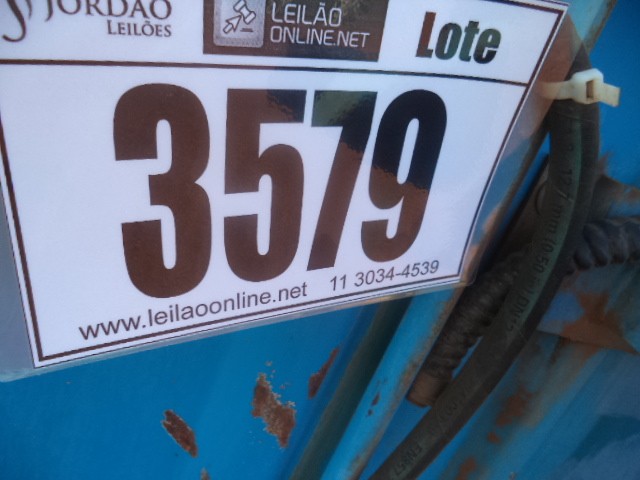 JORDÃO
LEILÕES
LEILÃO
ONLINE.NET
Lote
3579
www.leilaoonline.net 11 3034-4539